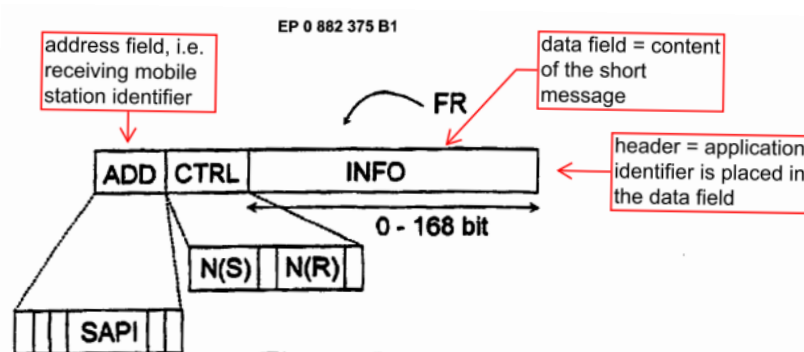 EP 0 882 375 B1
address field, i.e.
receiving mobile
station identifier
data field = content
of the short
message
FR
header = application
identifier is placed in
the data field
ADD CTRL INFO
0 - 168 bit
N(S) N(R)
SAPI